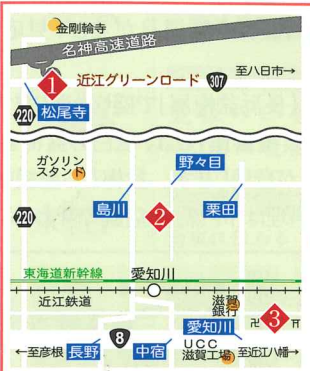 金剛輪寺
名神高速道路
至八日市→
1
近江グリーンロード
307
220
松尾寺
ガソリン
スタンド
野々目
220
島川
2
栗田
東海道新幹線
愛知川
近江鉄道
滋賀
銀行
3
愛知川
8
UCC
滋賀工場
←至彦根
長野
中宿
至近江八幡→